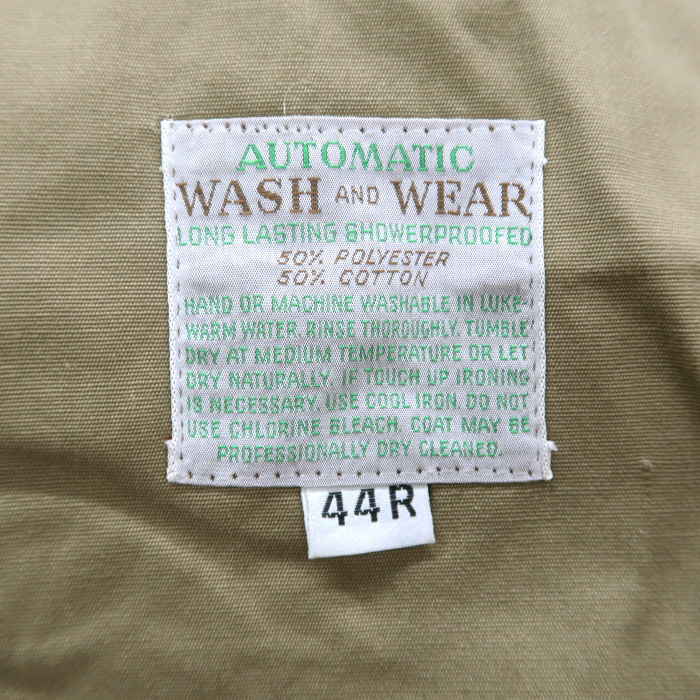 AUTOMATIC
WASH AND WEAR
LONG LASTING SHOWERPROOFED
50% POLYESTER
50% COTTON
HAND OR MACHINE WASHABLE IN LUKE-
WARM WATER. RINSE THOROUGHLY. TUMBLE
DRY AT MEDIUM TEMPERATURE OR LET
DRY NATURALLY. IF TOUCH UP IRONING
IS NECESSARY, USE COOL IRON. DO NOT
USE CHLORINE BLEACH. COAT MAY BE
PROFESSIONALLY DRY CLEANED.
44R